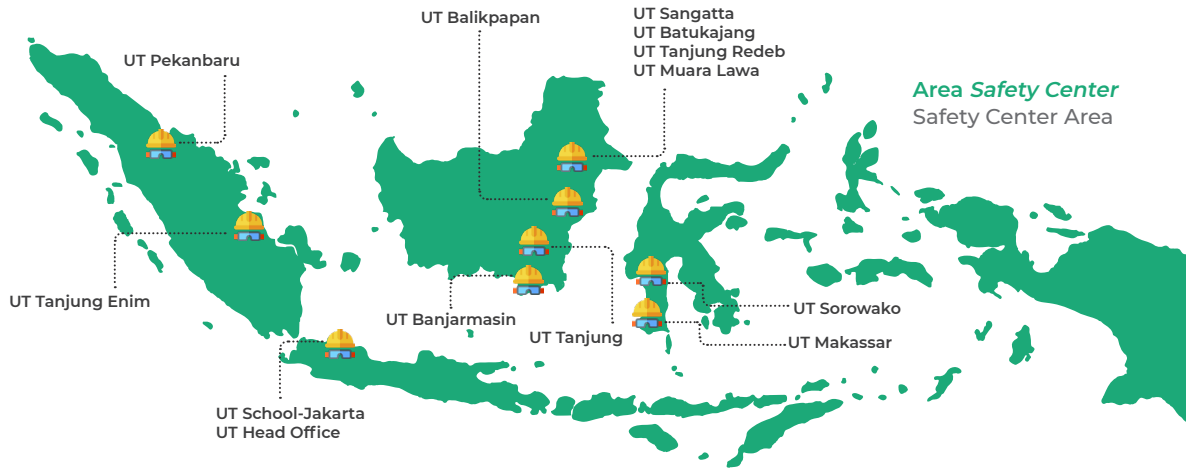 UT Balikpapan
UT Sangatta
UT Batukajang
UT Tanjung Redeb
UT Muara Lawa
UT Pekanbaru
Area Safety Center
Safety Center Area
UT Tanjung Enim
UT Banjarmasin
UT Tanjung
UT Sorowako
UT Makassar
UT School-Jakarta
UT Head Office